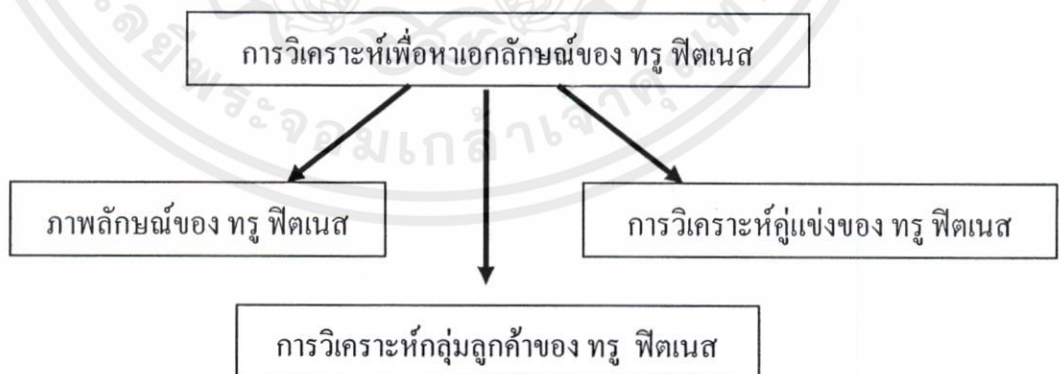 การวิเคราะห์เพื่อหาเอกลักษณ์ของ ทรู ฟิตเนส
ภาพลักษณ์ของ ทรู ฟิตเนส
การวิเคราะห์คู่แข่งของ ทรู ฟิตเนส
การวิเคราะห์กลุ่มลูกค้าของ ทรู ฟิตเนส